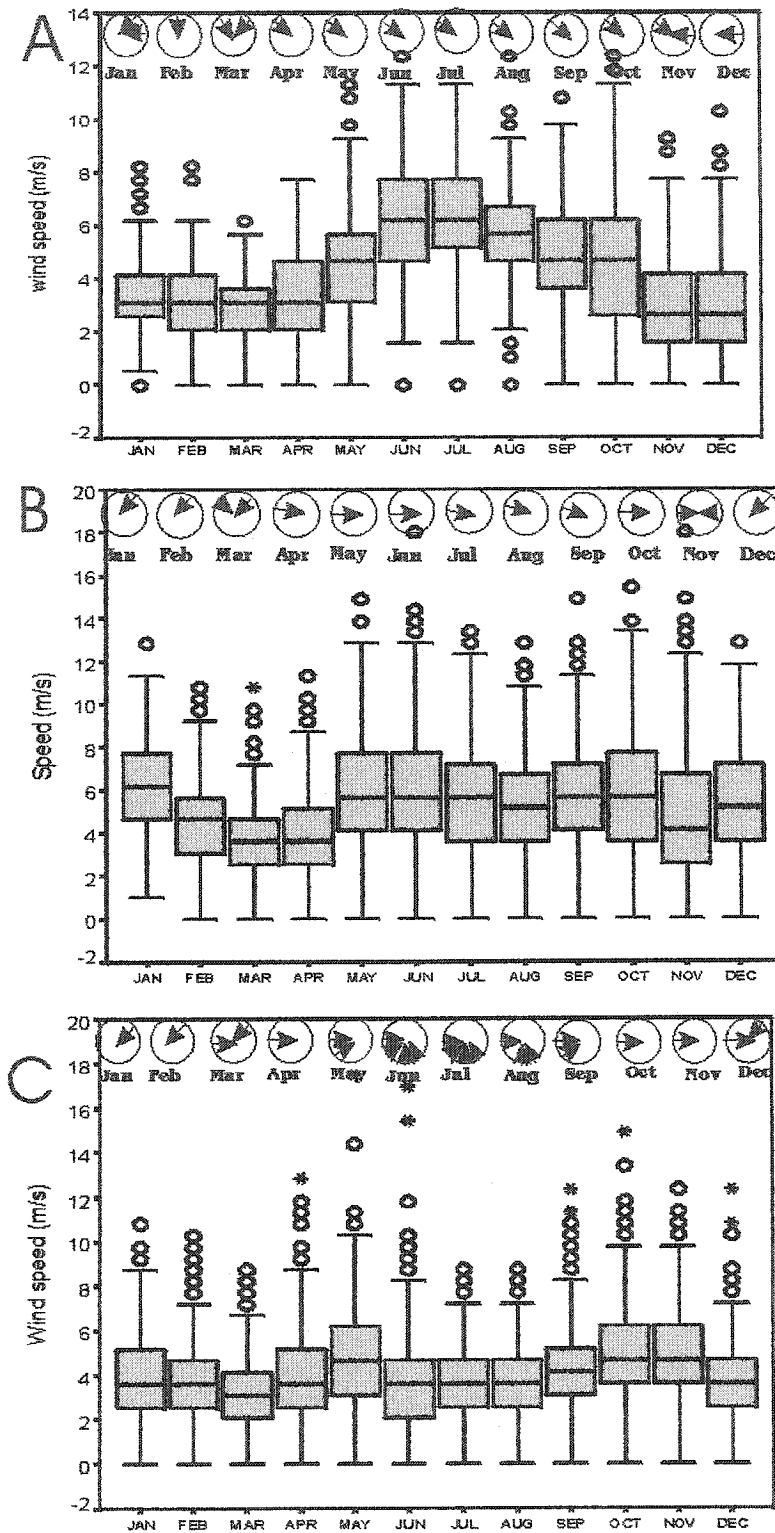 A
14
12
10
8
6
4
2
0
-2
wind speed (m/s)
Jan Feb Mar Apr May Jun Jul Aug Sep Oct Nov Dec
JAN FEB MAR APR MAY JUN JUL AUG SEP OCT NOV DEC
B
20
18
16
14
12
10
8
6
4
2
0
-2
Speed (m/s)
Jan Feb Mar Apr May Jun Jul Aug Sep Oct Nov Dec
JAN FEB MAR APR MAY JUN JUL AUG SEP OCT NOV DEC
C
20
18
16
14
12
10
8
6
4
2
0
-2
Wind speed (m/s)
Jan Feb Mar Apr May Jun Jul Aug Sep Oct Nov Dec
JAN FEB MAR APR MAY JUN JUL AUG SEP OCT NOV DEC